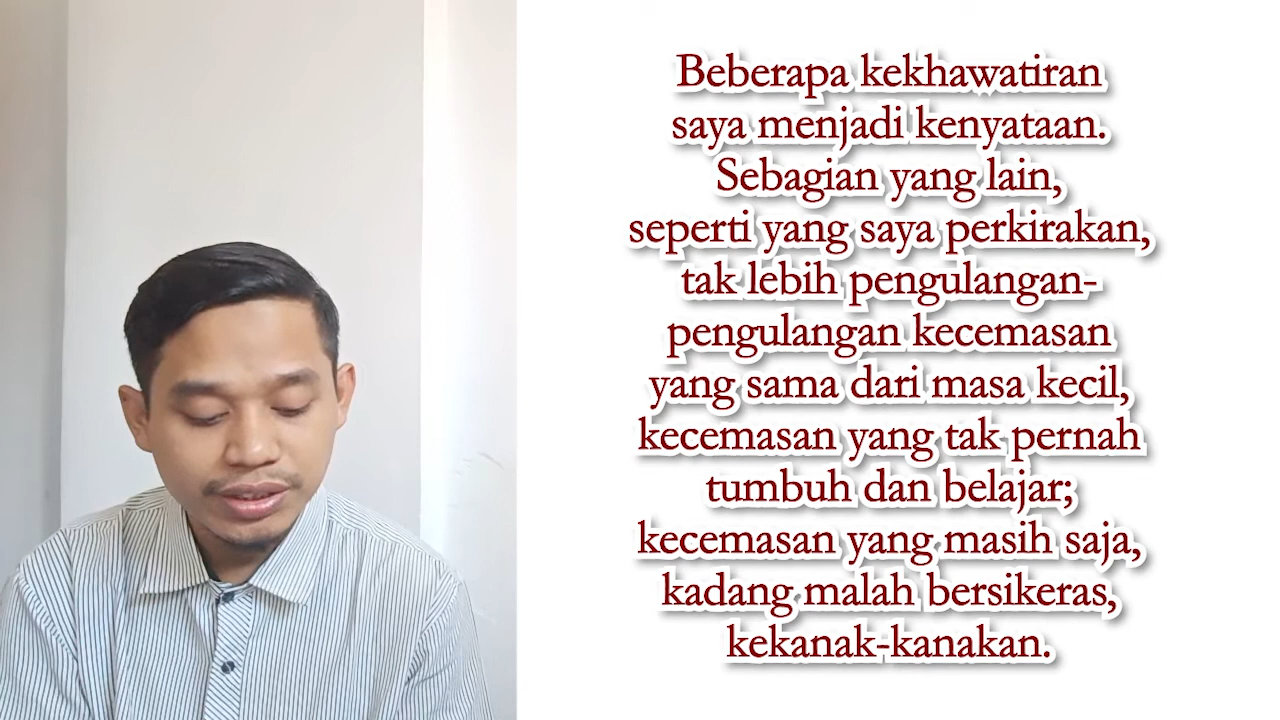 Beberapa kekhawatiran
saya menjadi kenyataan.
Sebagian yang lain,
seperti yang saya perkirakan,
tak lebih pengulangan-
pengulangan kecemasan
yang sama dari masa kecil,
kecemasan yang tak pernah
tumbuh dan belajar;
kecemasan yang masih saja,
kadang malah bersikeras,
kekanak-kanakan.